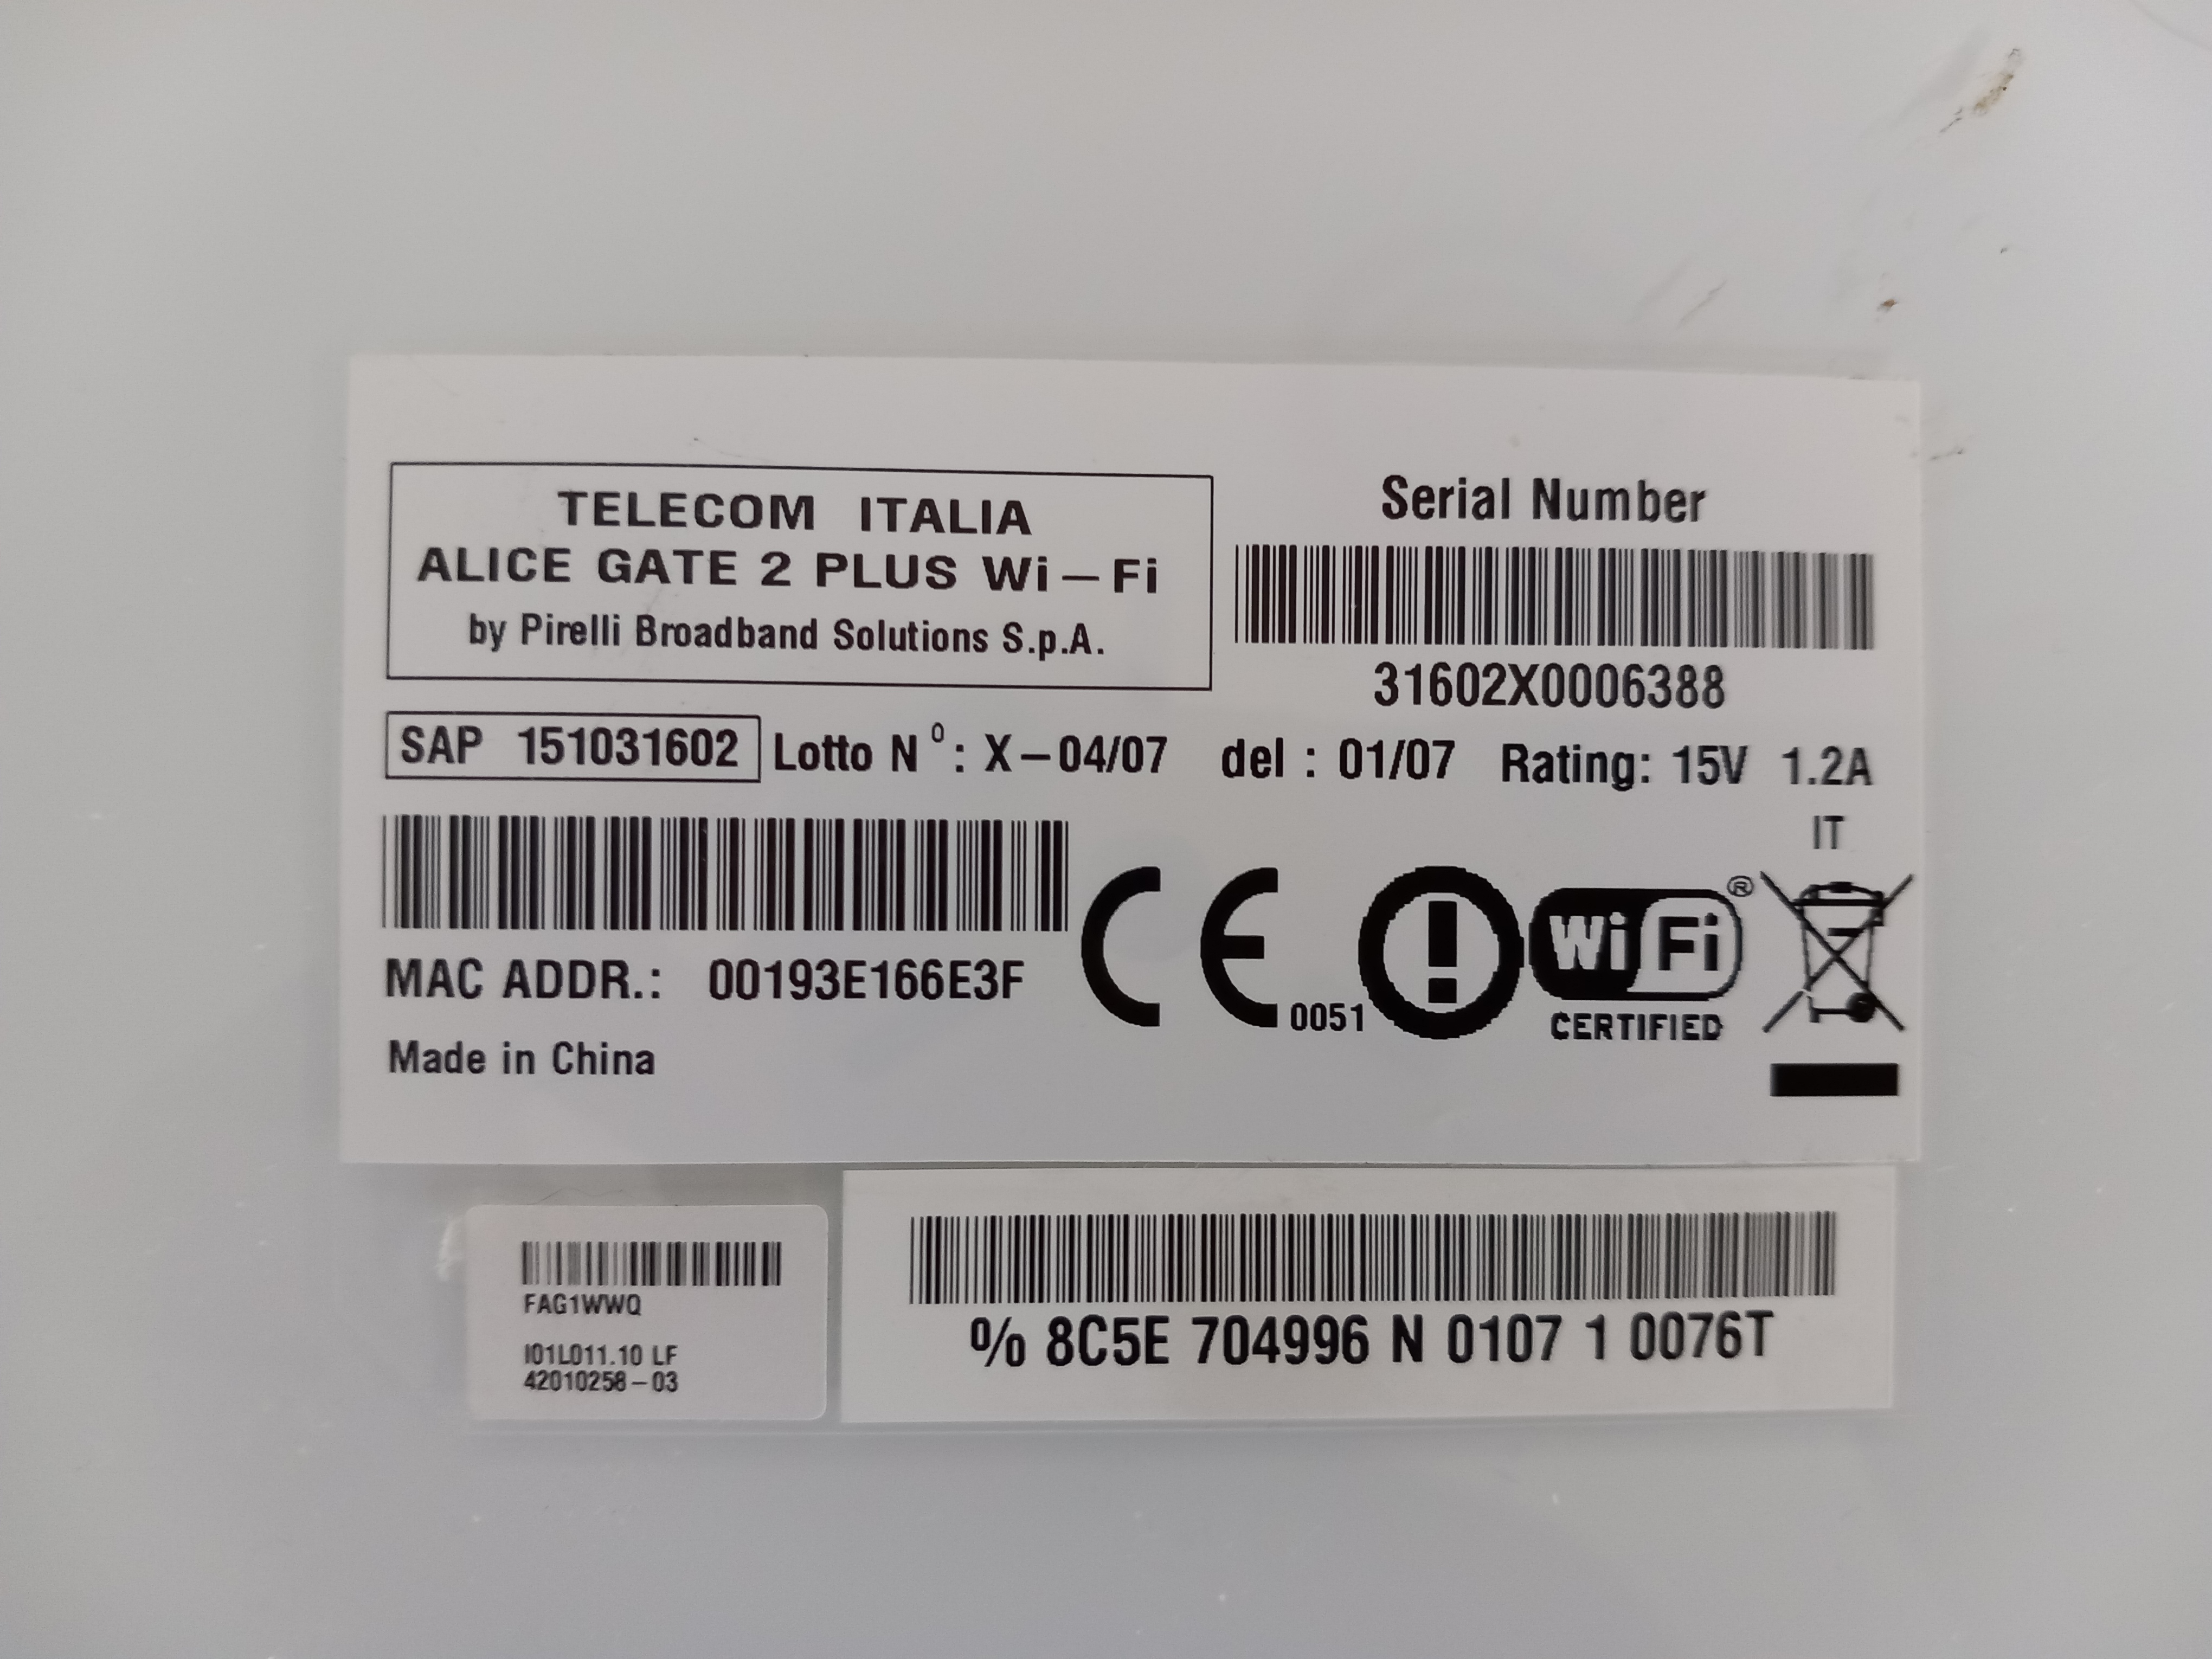 TELECOM ITALIA
ALICE GATE 2 PLUS Wi–Fi
by Pirelli Broadband Solutions S.p.A.
Serial Number
31602X0006388
SAP 151031602 Lotto N°: X–04/07 del : 01/07 Rating: 15V 1.2A
IT
MAC ADDR.: 00193E166E3F
CE 0051
Wi Fi ®
CERTIFIED
Made in China
FAG1WWQ
I01L011.10 LF
42010258–03
% 8C5E 704996 N 0107 1 0076T